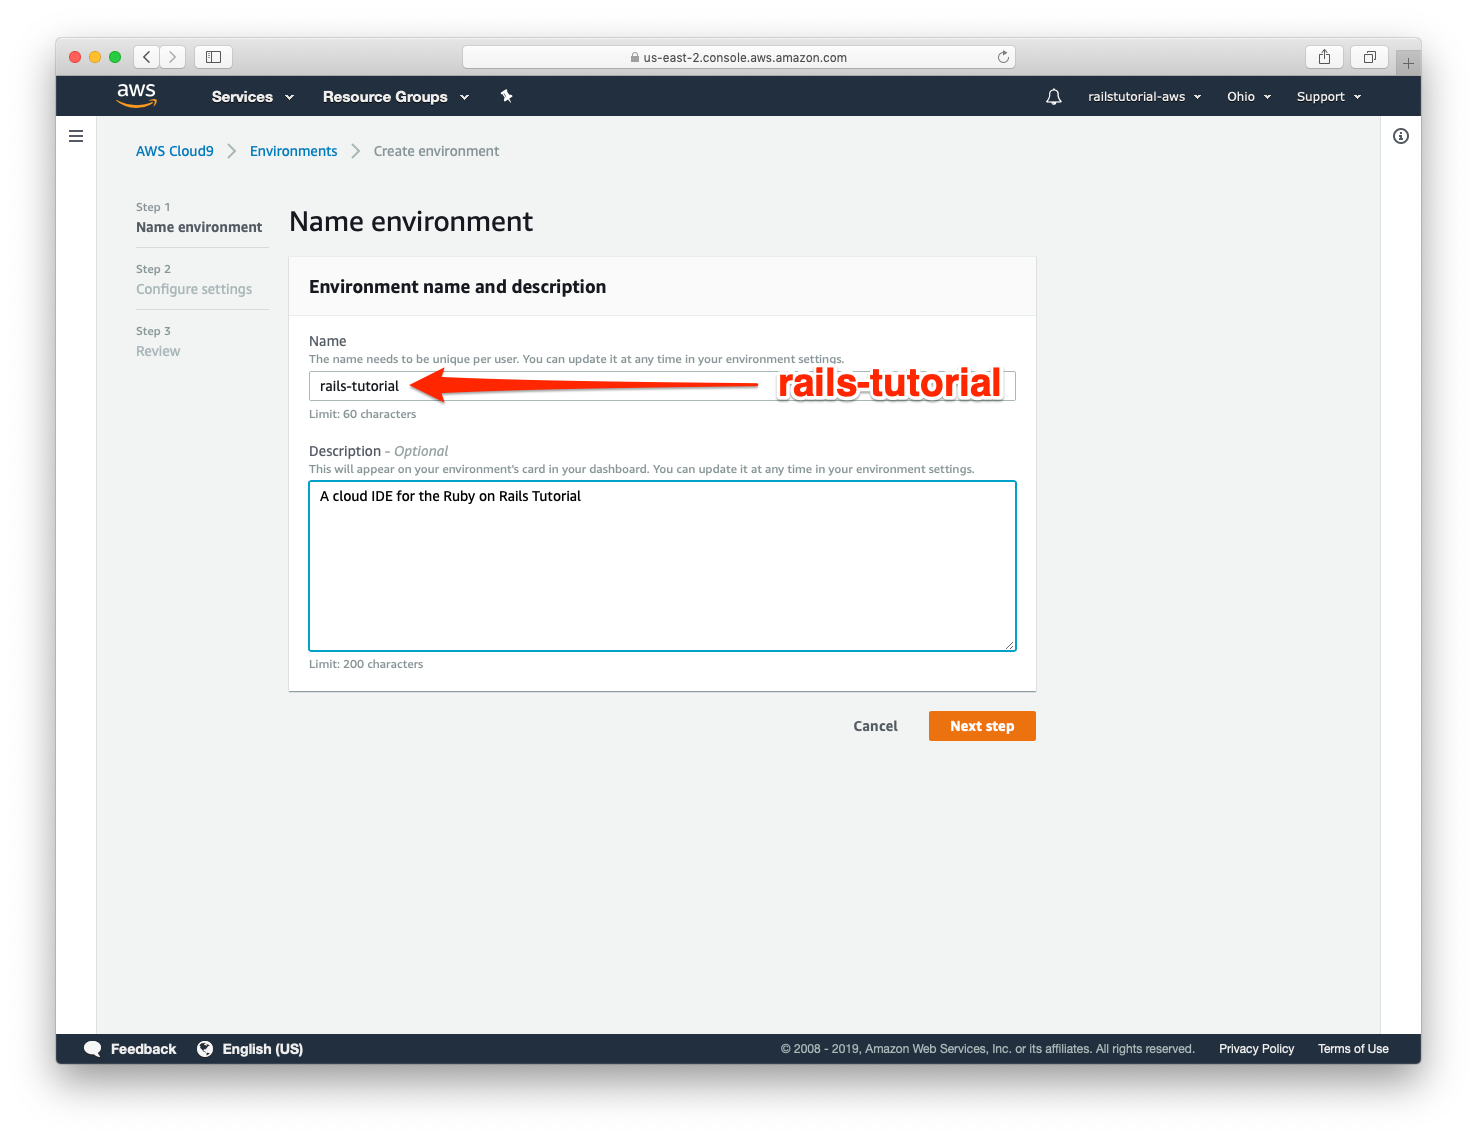 us-east-2.console.aws.amazon.com
aws Services Resource Groups railstutorial-aws Ohio Support
AWS Cloud9 Environments Create environment
Step 1
Name environment
Step 2
Configure settings
Step 3
Review
Name environment
Environment name and description
Name
The name needs to be unique per user. You can update it at any time in your environment settings.
rails-tutorial rails-tutorial
Limit: 60 characters
Description - Optional
This will appear on your environment's card in your dashboard. You can update it at any time in your environment settings.
A cloud IDE for the Ruby on Rails Tutorial
Limit: 200 characters
Cancel Next step
Feedback English (US) © 2008 - 2019, Amazon Web Services, Inc. or its affiliates. All rights reserved. Privacy Policy Terms of Use